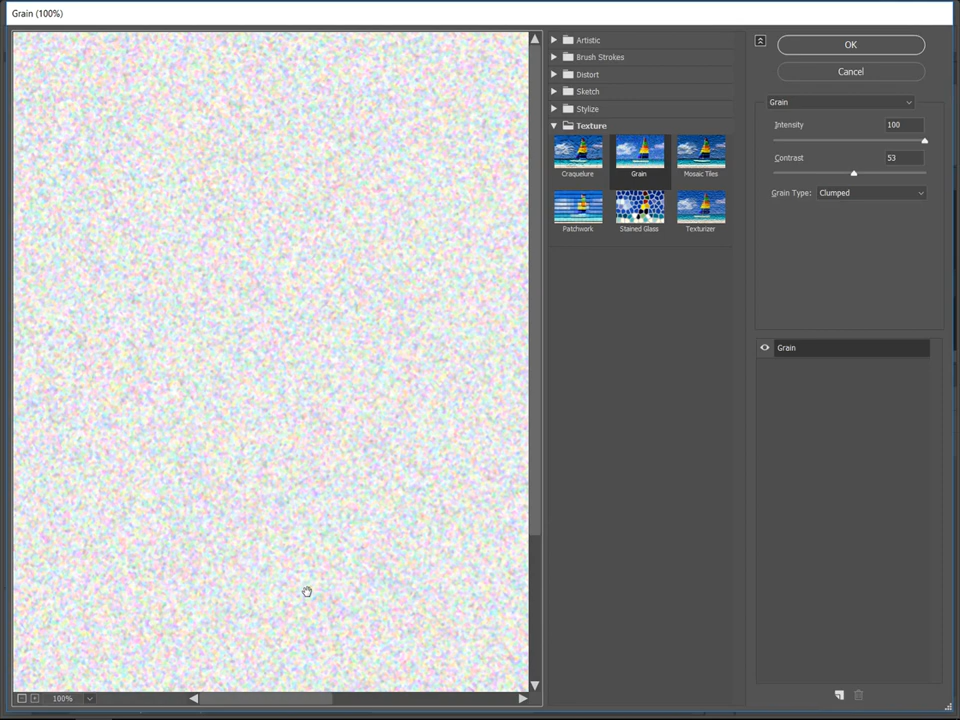 Grain (100%)
Artistic
Brush Strokes
Distort
Sketch
Stylize
Texture
Craquelure
Grain
Mosaic Tiles
Patchwork
Stained Glass
Texturizer
OK
Cancel
Grain
Intensity
100
Contrast
53
Grain Type:
Clumped
Grain
100%